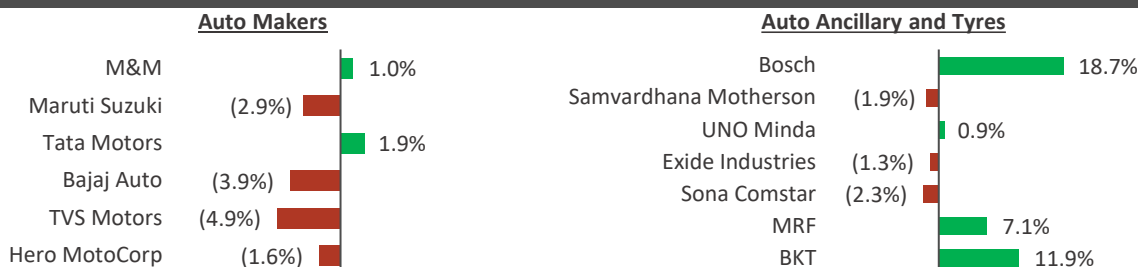 Auto Makers
M&M 1.0%
Maruti Suzuki (2.9%)
Tata Motors 1.9%
Bajaj Auto (3.9%)
TVS Motors (4.9%)
Hero MotoCorp (1.6%)
Auto Ancillary and Tyres
Bosch 18.7%
Samvardhana Motherson (1.9%)
UNO Minda 0.9%
Exide Industries (1.3%)
Sona Comstar (2.3%)
MRF 7.1%
BKT 11.9%